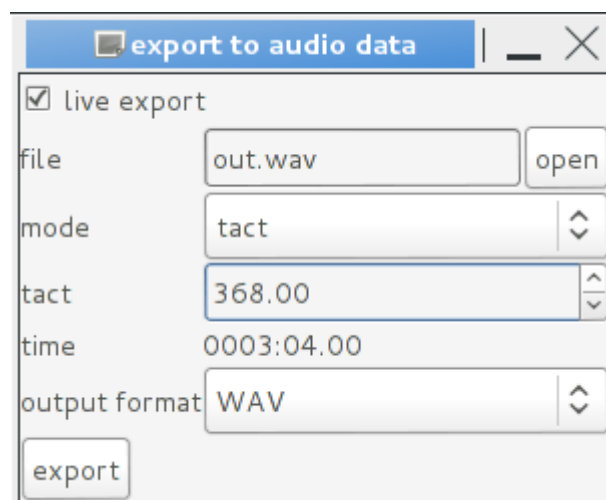 export to audio data
live export
file out.wav open
mode tact
tact 368.00
time 0003:04.00
output format WAV
export